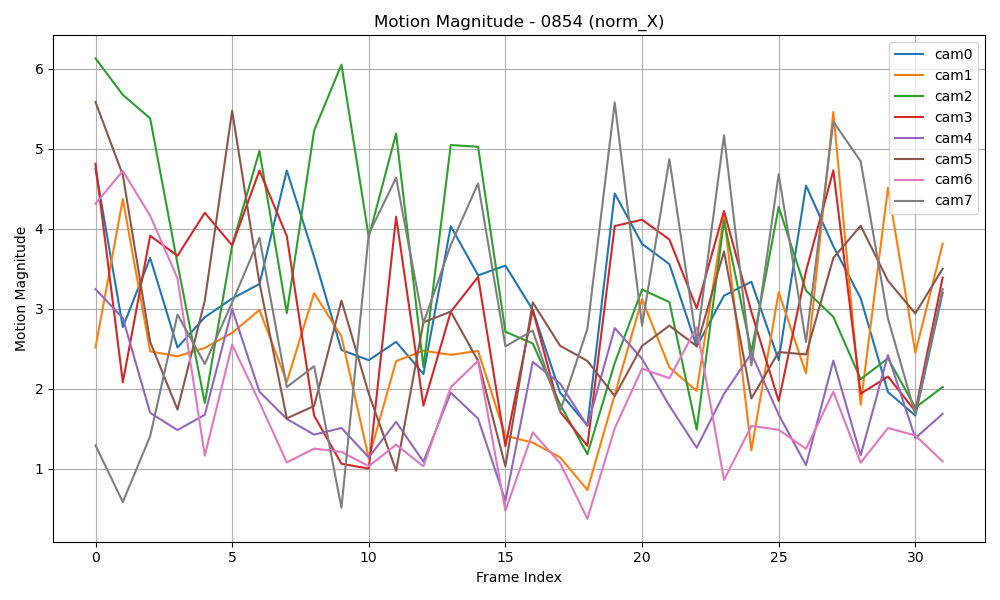 Motion Magnitude - 0854 (norm_X)
cam0
cam1
cam2
cam3
cam4
cam5
cam6
cam7
Motion Magnitude
6
5
4
3
2
1
0
5
10
15
20
25
30
Frame Index